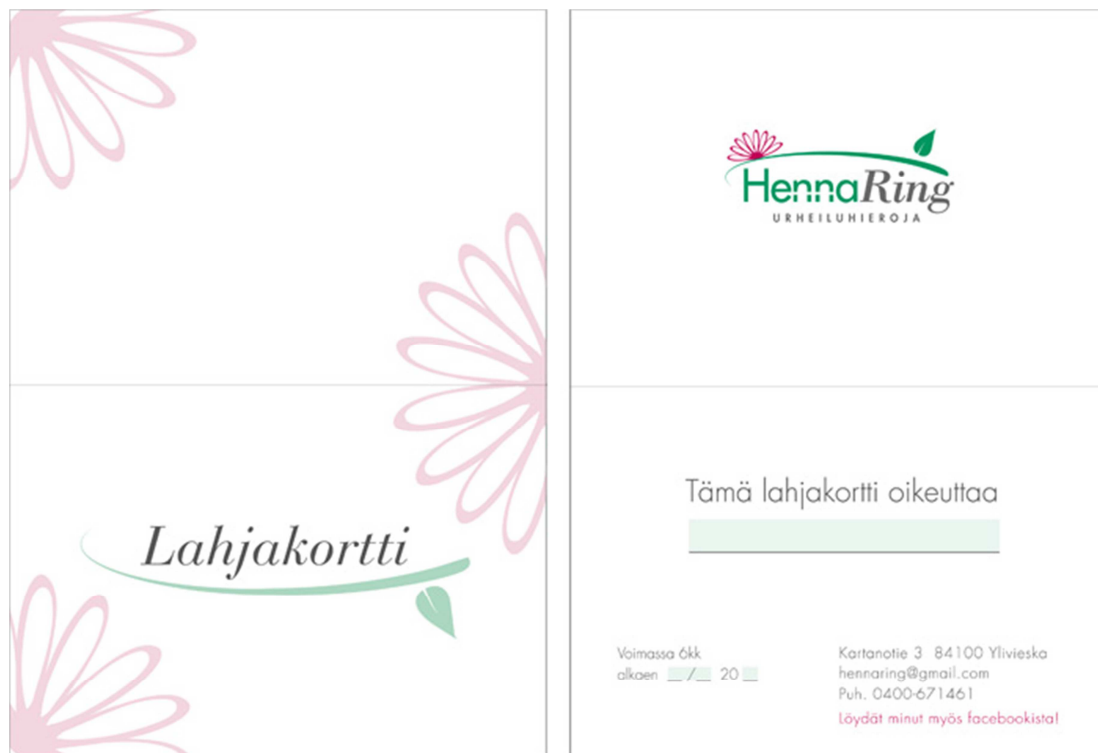 HennaRing
URHEILUHIEROJA
Lahjakortti
Tämä lahjakortti oikeuttaa
Voimassa 6kk
alkaen __/__ 20__
Kartanotie 3 84100 Ylivieska
hennaring@gmail.com
Puh. 0400-671461
Löydät minut myös facebookista!